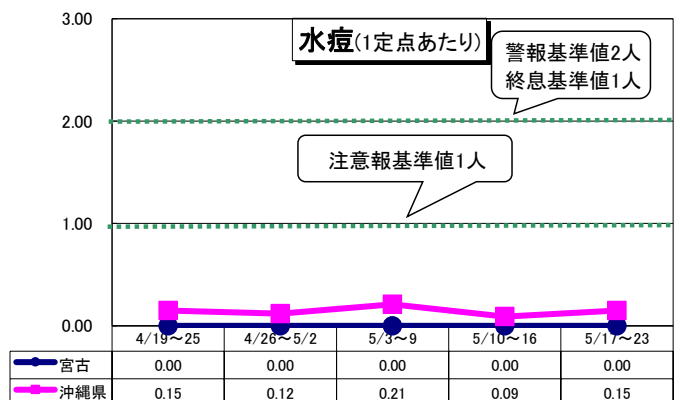 3.00
水痘(1定点あたり)
警報基準値2人
終息基準値1人
2.00
注意報基準値1人
1.00
0.00
4/19～25 4/26～5/2 5/3～9 5/10～16 5/17～23
宮古 0.00 0.00 0.00 0.00 0.00
沖縄県 0.15 0.12 0.21 0.09 0.15